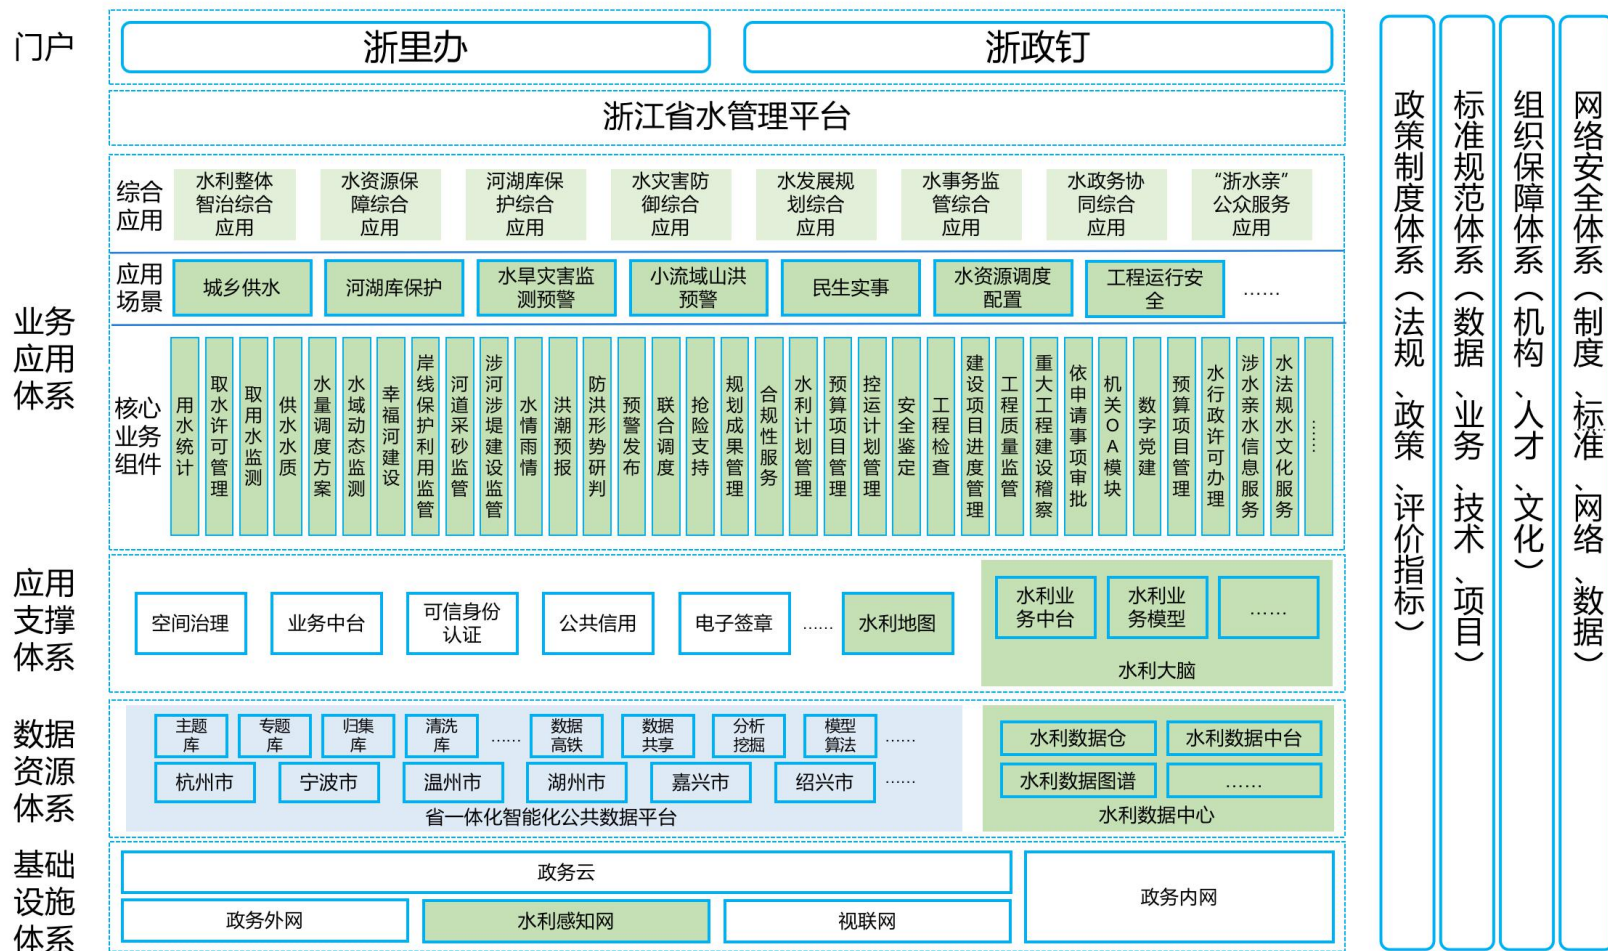 门户
浙里办
浙政钉
浙江省水管理平台
业务
应用
体系
综合
应用
水利整体
智治综合
应用
水资源保
障综合
应用
河湖库保
护综合
应用
水灾害防
御综合
应用
水发展规
划综合
应用
水事务监
管综合
应用
水政务协
同综合
应用
“浙水亲”
公众服务
应用
应用
场景
城乡供水
河湖库保护
水旱灾害监
测预警
小流域山洪
预警
民生实事
水资源调度
配置
工程运行安
全
……
核心
业务
组件
用水统计
取水许可管理
取用水监测
供水水质
水量调度方案
水域动态监测
幸福河建设
岸线保护利用监管
河道采砂监管
涉河涉堤建设监管
水情雨情
洪潮预报
防洪形势研判
预警发布
联合调度
抢险支持
规划成果管理
合规性服务
水利计划管理
预算项目管理
控运计划管理
安全鉴定
工程检查
建设项目进度管理
工程质量监管
重大工程建设稽察
依申请事项审批
机关OA模块
数字党建
预算项目管理
水行政许可办理
涉水亲水信息服务
水法规水文化服务
……
应用
支撑
体系
空间治理
业务中台
可信身份
认证
公共信用
电子签章
……
水利地图
水利业
务中台
水利业
务模型
……
水利大脑
数据
资源
体系
主题
库
专题
库
归集
库
清洗
库
……
数据
高铁
数据
共享
分析
挖掘
模型
算法
……
杭州市
宁波市
温州市
湖州市
嘉兴市
绍兴市
……
省一体化智能化公共数据平台
水利数据仓
水利数据中台
水利数据图谱
……
水利数据中心
基础
设施
体系
政务云
政务外网
水利感知网
视联网
政务内网
政策制度体系（法规、政策、评价指标）
标准规范体系（数据、业务、技术、项目）
组织保障体系（机构、人才、文化）
网络安全体系（制度、标准、网络、数据）